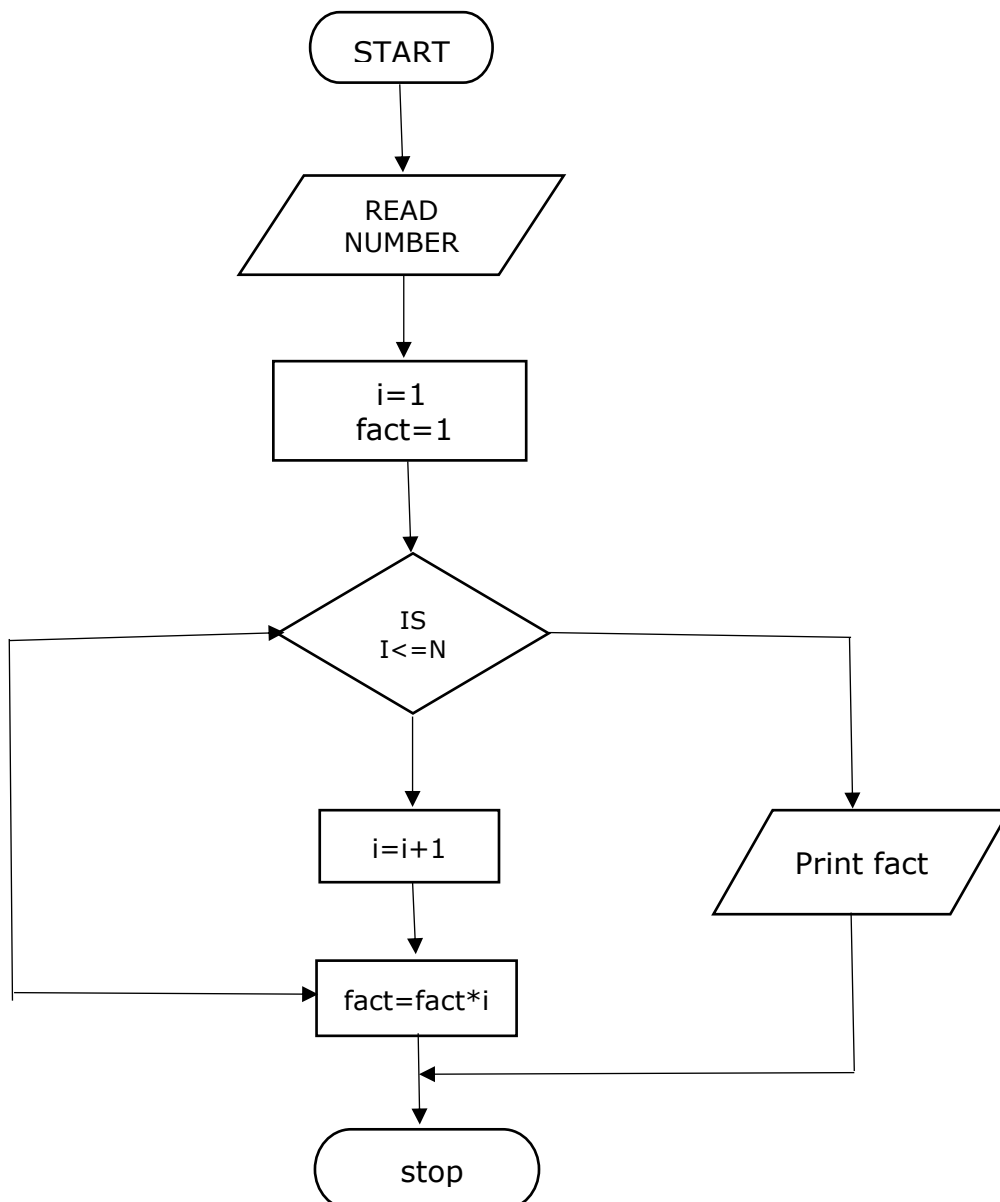 START
READ
NUMBER
i=1
fact=1
IS
I<=N
i=i+1
Print fact
fact=fact*i
stop